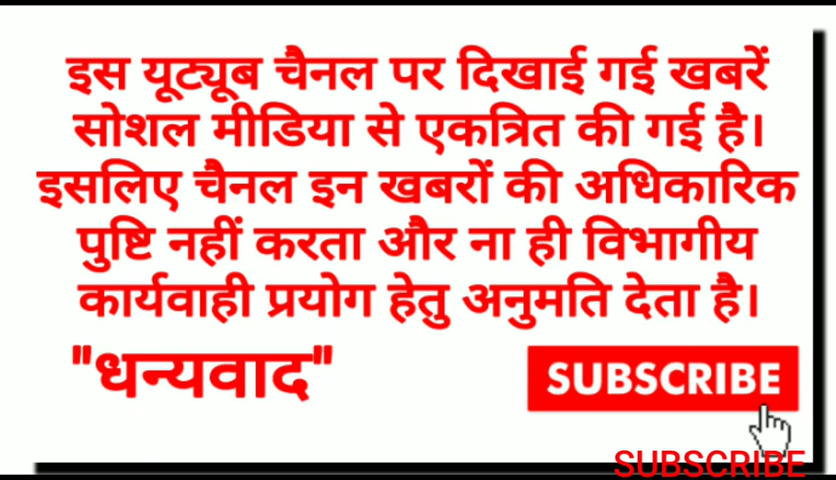 इस यूट्यूब चैनल पर दिखाई गई खबरें
सोशल मीडिया से एकत्रित की गई है।
इसलिए चैनल इन खबरों की अधिकारिक
पुष्टि नहीं करता और ना ही विभागीय
कार्यवाही प्रयोग हेतु अनुमति देता है।
"धन्यवाद"
SUBSCRIBE
SUBSCRIBE